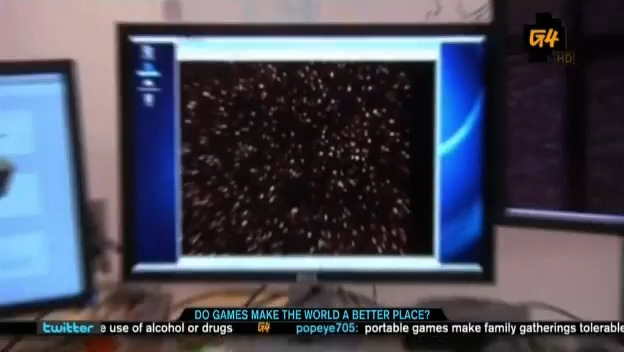 G4
HD
DO GAMES MAKE THE WORLD A BETTER PLACE?
twitter e use of alcohol or drugs G4 popeye705: portable games make family gatherings tolerable